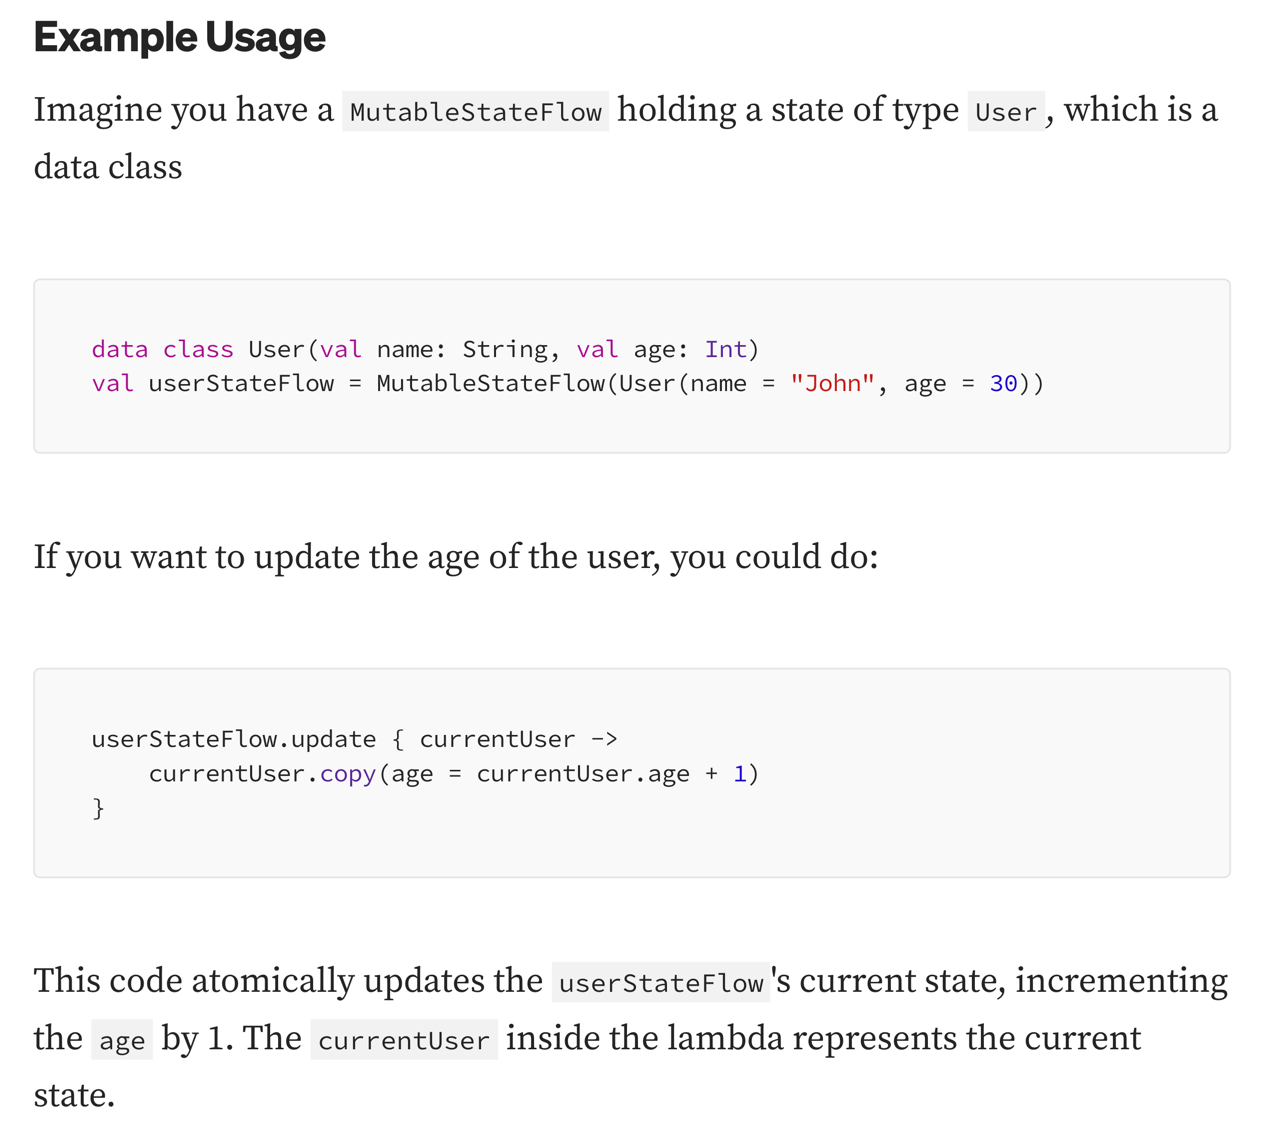 Example Usage
Imagine you have a MutableStateFlow holding a state of type User, which is a
data class
data class User(val name: String, val age: Int)
val userStateFlow = MutableStateFlow(User(name = "John", age = 30))
If you want to update the age of the user, you could do:
userStateFlow.update { currentUser ->
    currentUser.copy(age = currentUser.age + 1)
}
This code atomically updates the userStateFlow's current state, incrementing
the age by 1. The currentUser inside the lambda represents the current
state.